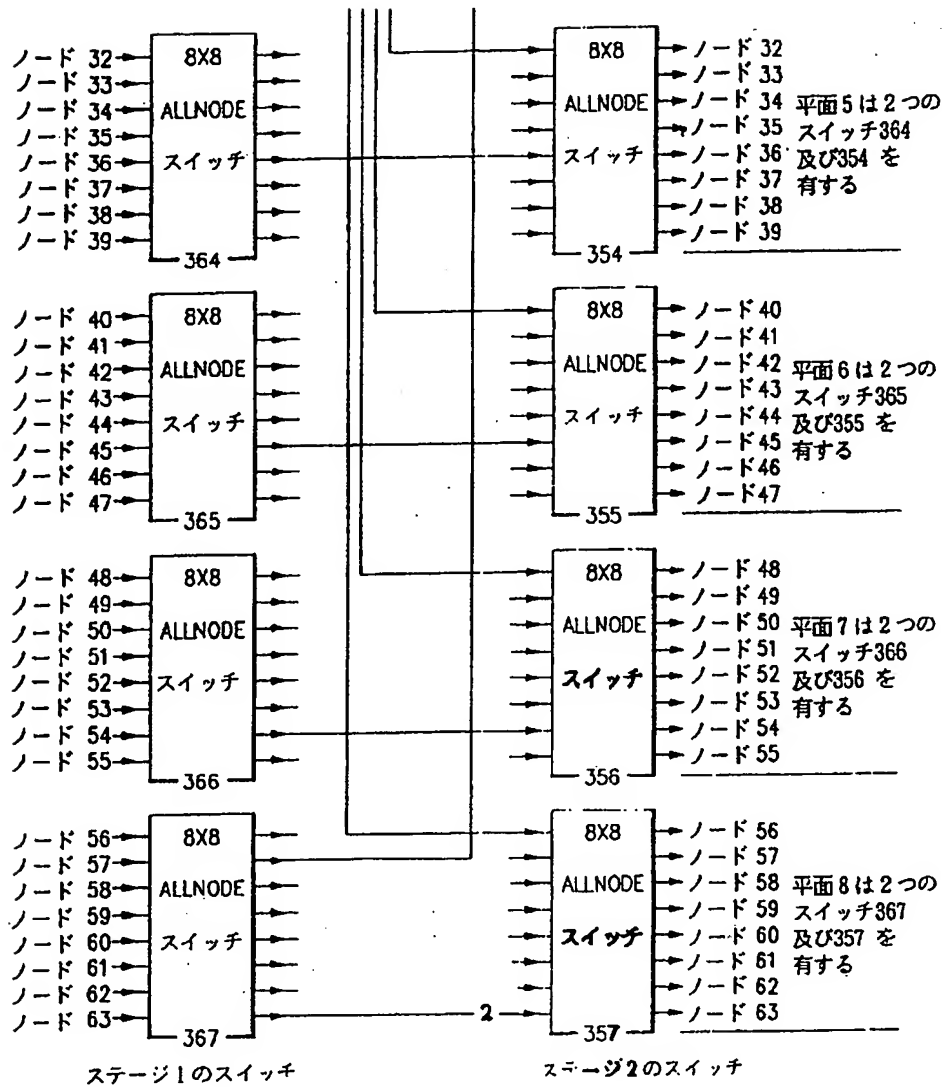 ノード 32
ノード 33
ノード 34
ノード 35
ノード 36
ノード 37
ノード 38
ノード 39
8X8
ALLNODE
スイッチ
364
8X8
ALLNODE
スイッチ
354
ノード 32
ノード 33
ノード 34
ノード 35
ノード 36
ノード 37
ノード 38
ノード 39
平面5は2つの
スイッチ364
及び354 を
有する
ノード 40
ノード 41
ノード 42
ノード 43
ノード 44
ノード 45
ノード 46
ノード 47
8X8
ALLNODE
スイッチ
365
8X8
ALLNODE
スイッチ
355
ノード 40
ノード 41
ノード 42
ノード 43
ノード 44
ノード 45
ノード 46
ノード47
平面6は2つの
スイッチ365
及び355 を
有する
ノード 48
ノード 49
ノード 50
ノード 51
ノード 52
ノード 53
ノード 54
ノード 55
8X8
ALLNODE
スイッチ
366
8X8
ALLNODE
スイッチ
356
ノード 48
ノード 49
ノード 50
ノード 51
ノード 52
ノード 53
ノード 54
ノード 55
平面7は2つの
スイッチ366
及び356 を
有する
ノード 56
ノード 57
ノード 58
ノード 59
ノード 60
ノード 61
ノード 62
ノード 63
8X8
ALLNODE
スイッチ
367
2
8X8
ALLNODE
スイッチ
357
ノード 56
ノード 57
ノード 58
ノード 59
ノード 60
ノード 61
ノード 62
ノード 63
平面8は2つの
スイッチ367
及び357 を
有する
ステージ1のスイッチ
ステージ2のスイッチ